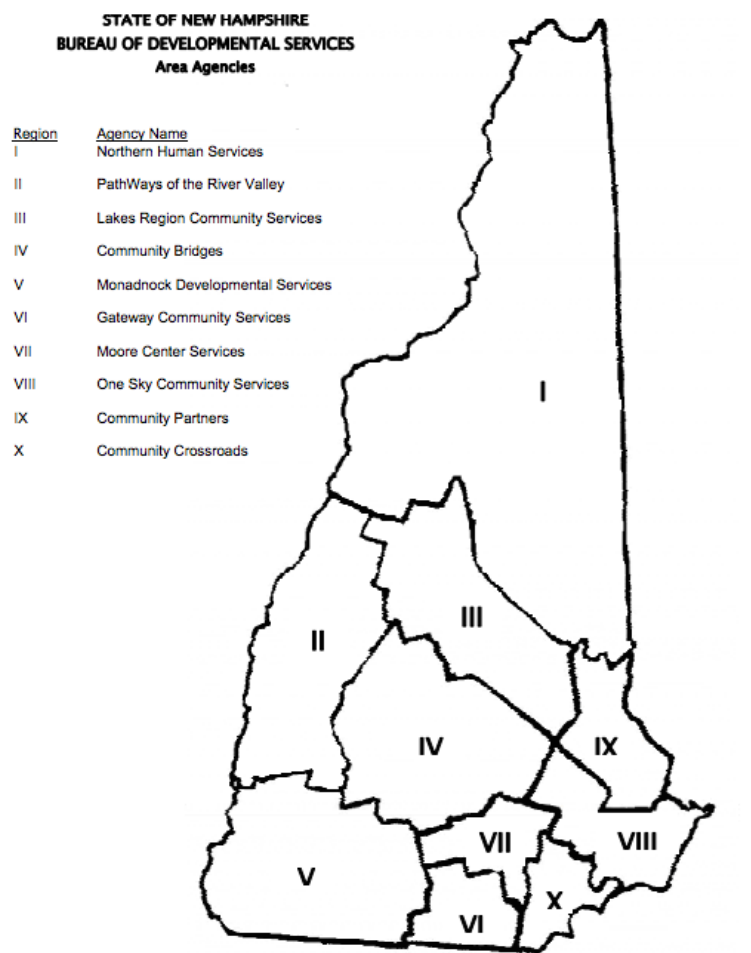 STATE OF NEW HAMPSHIRE
BUREAU OF DEVELOPMENTAL SERVICES
Area Agencies
Region Agency Name
I Northern Human Services
II PathWays of the River Valley
III Lakes Region Community Services
IV Community Bridges
V Monadnock Developmental Services
VI Gateway Community Services
VII Moore Center Services
VIII One Sky Community Services
IX Community Partners
X Community Crossroads
I
III
II
IV
IX
VII
VIII
V
X
VI